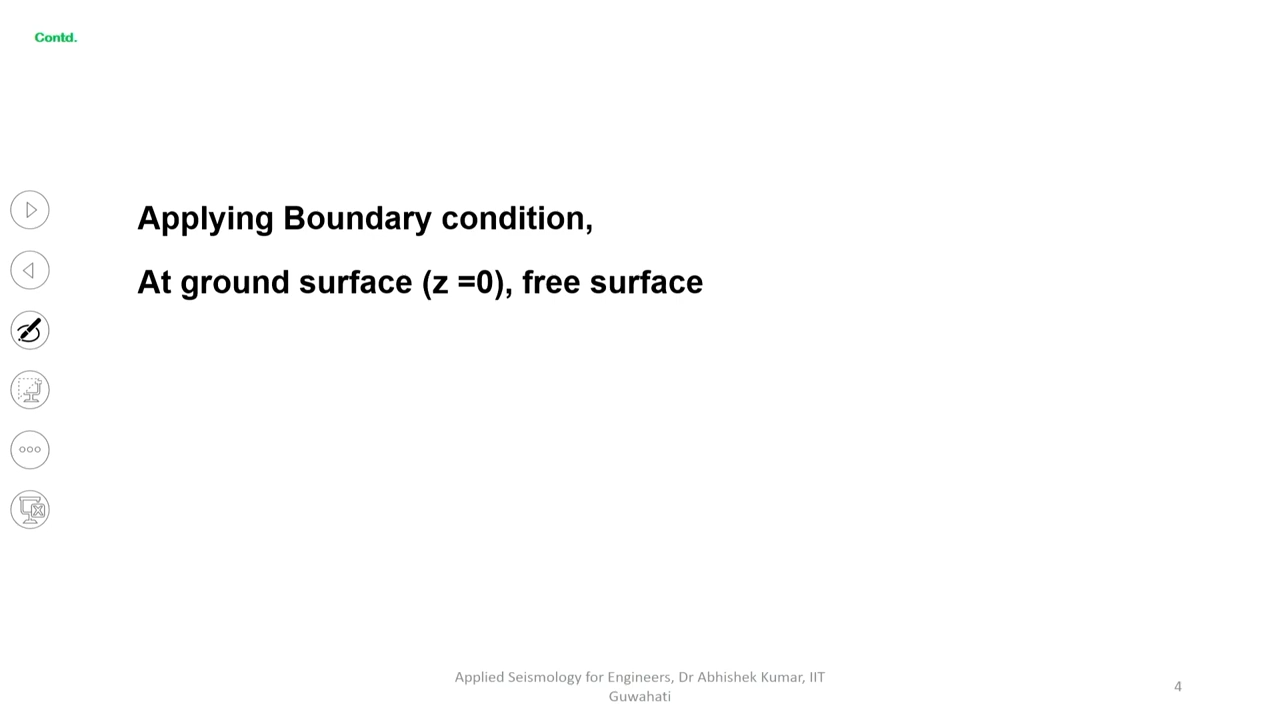 Contd.
Applying Boundary condition,
At ground surface (z =0), free surface
Applied Seismology for Engineers, Dr Abhishek Kumar, IIT
Guwahati
4